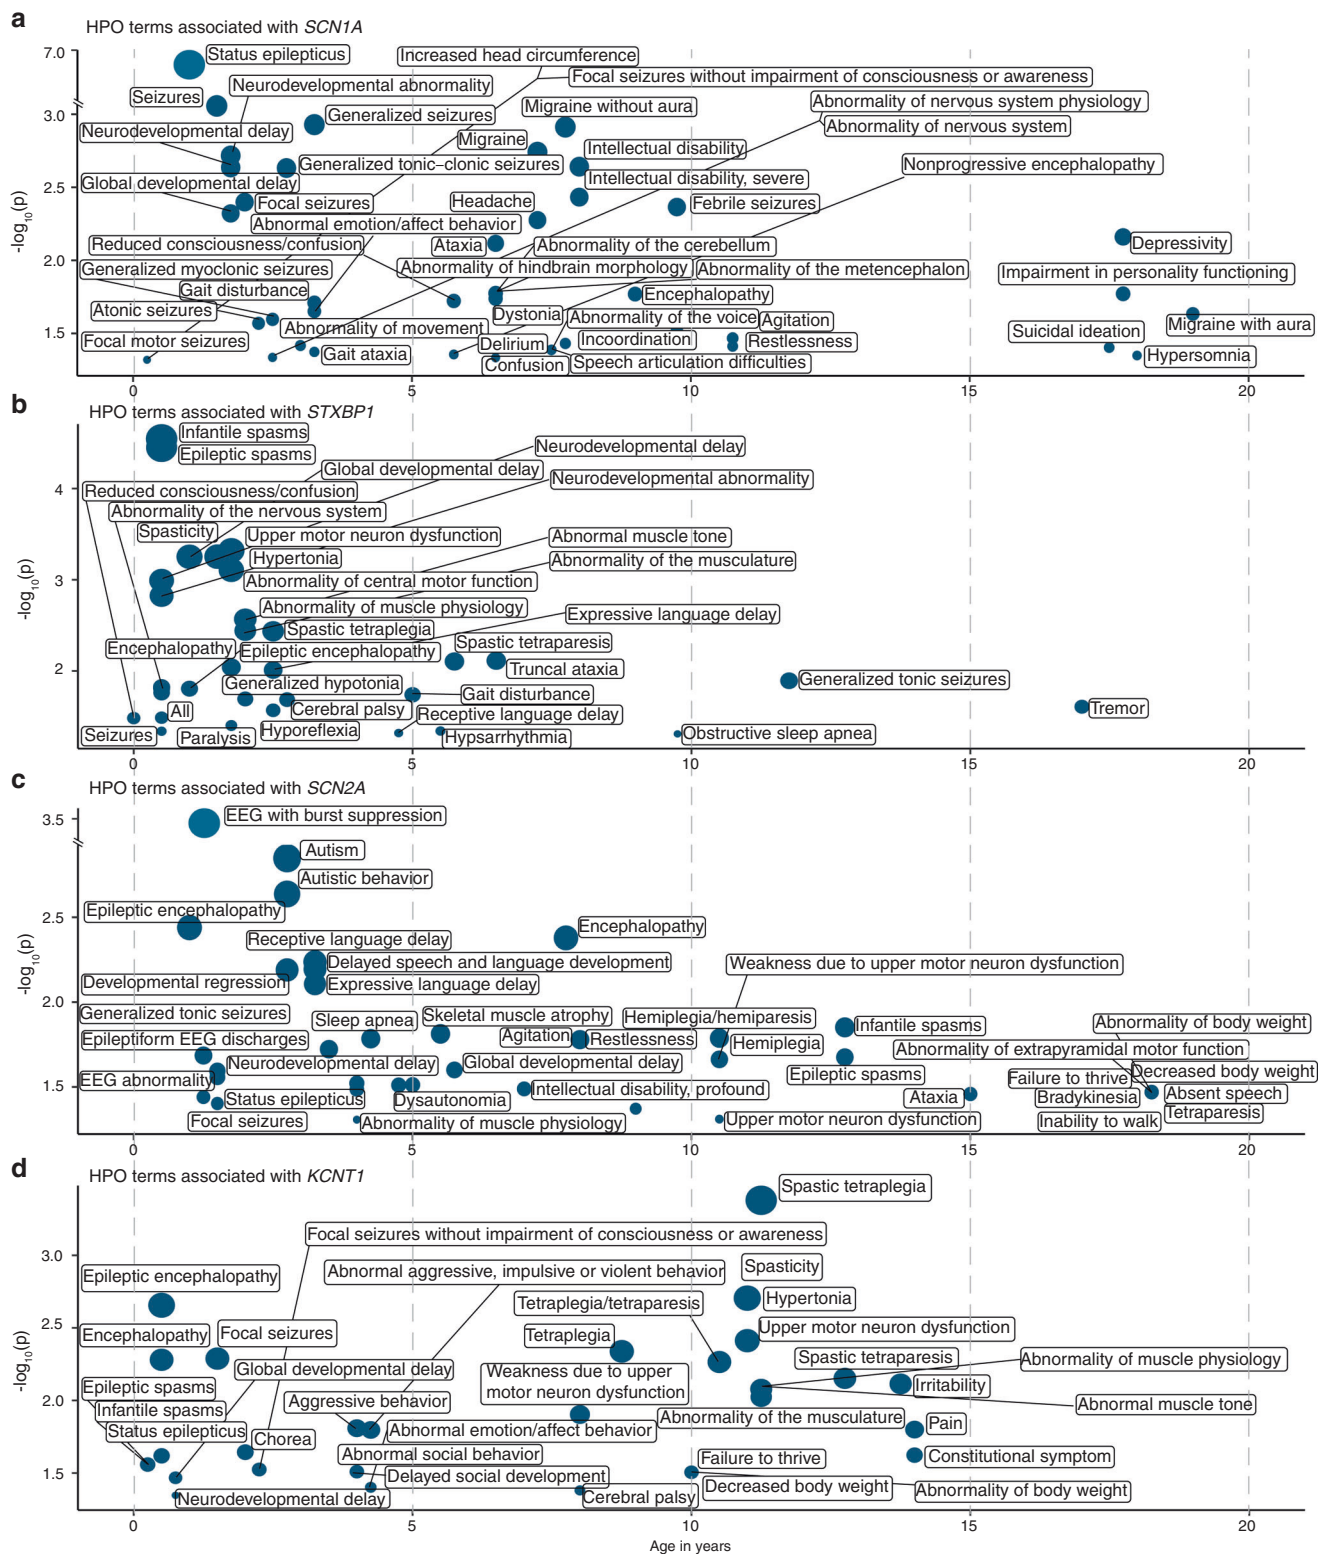 a
HPO terms associated with SCN1A
7.0
3.0
2.5
2.0
1.5
-log10(p)
Status epilepticus
Increased head circumference
Focal seizures without impairment of consciousness or awareness
Neurodevelopmental abnormality
Seizures
Abnormality of nervous system physiology
Migraine without aura
Generalized seizures
Abnormality of nervous system
Neurodevelopmental delay
Migraine
Intellectual disability
Generalized tonic–clonic seizures
Nonprogressive encephalopathy
Global developmental delay
Intellectual disability, severe
Focal seizures
Headache
Febrile seizures
Abnormal emotion/affect behavior
Reduced consciousness/confusion
Ataxia
Abnormality of the cerebellum
Depressivity
Generalized myoclonic seizures
Abnormality of hindbrain morphology
Abnormality of the metencephalon
Impairment in personality functioning
Gait disturbance
Encephalopathy
Atonic seizures
Dystonia
Abnormality of the voice
Agitation
Migraine with aura
Abnormality of movement
Suicidal ideation
Focal motor seizures
Delirium
Incoordination
Restlessness
Gait ataxia
Confusion
Speech articulation difficulties
Hypersomnia
0
5
10
15
20
b
HPO terms associated with STXBP1
4
3
2
-log10(p)
Infantile spasms
Epileptic spasms
Neurodevelopmental delay
Global developmental delay
Neurodevelopmental abnormality
Reduced consciousness/confusion
Abnormality of the nervous system
Spasticity
Upper motor neuron dysfunction
Abnormal muscle tone
Hypertonia
Abnormality of the musculature
Abnormality of central motor function
Abnormality of muscle physiology
Expressive language delay
Spastic tetraplegia
Encephalopathy
Epileptic encephalopathy
Spastic tetraparesis
Truncal ataxia
Generalized hypotonia
Gait disturbance
Generalized tonic seizures
All
Cerebral palsy
Receptive language delay
Tremor
Seizures
Paralysis
Hyporeflexia
Hypsarrhythmia
Obstructive sleep apnea
0
5
10
15
20
c
HPO terms associated with SCN2A
3.5
2.5
2.0
1.5
-log10(p)
EEG with burst suppression
Autism
Autistic behavior
Epileptic encephalopathy
Encephalopathy
Receptive language delay
Delayed speech and language development
Weakness due to upper motor neuron dysfunction
Developmental regression
Expressive language delay
Generalized tonic seizures
Sleep apnea
Skeletal muscle atrophy
Hemiplegia/hemiparesis
Infantile spasms
Abnormality of body weight
Epileptiform EEG discharges
Agitation
Restlessness
Hemiplegia
Abnormality of extrapyramidal motor function
Neurodevelopmental delay
Global developmental delay
Epileptic spasms
Failure to thrive
Decreased body weight
EEG abnormality
Intellectual disability, profound
Status epilepticus
Dysautonomia
Ataxia
Bradykinesia
Absent speech
Focal seizures
Abnormality of muscle physiology
Upper motor neuron dysfunction
Inability to walk
Tetraparesis
0
5
10
15
20
d
HPO terms associated with KCNT1
3.0
2.5
2.0
1.5
-log10(p)
Spastic tetraplegia
Focal seizures without impairment of consciousness or awareness
Epileptic encephalopathy
Abnormal aggressive, impulsive or violent behavior
Spasticity
Tetraplegia/tetraparesis
Hypertonia
Encephalopathy
Focal seizures
Tetraplegia
Upper motor neuron dysfunction
Global developmental delay
Weakness due to upper
motor neuron dysfunction
Spastic tetraparesis
Abnormality of muscle physiology
Epileptic spasms
Aggressive behavior
Irritability
Infantile spasms
Abnormal muscle tone
Status epilepticus
Chorea
Abnormal emotion/affect behavior
Abnormality of the musculature
Pain
Abnormal social behavior
Failure to thrive
Constitutional symptom
Delayed social development
Neurodevelopmental delay
Cerebral palsy
Decreased body weight
Abnormality of body weight
0
5
10
15
20
Age in years